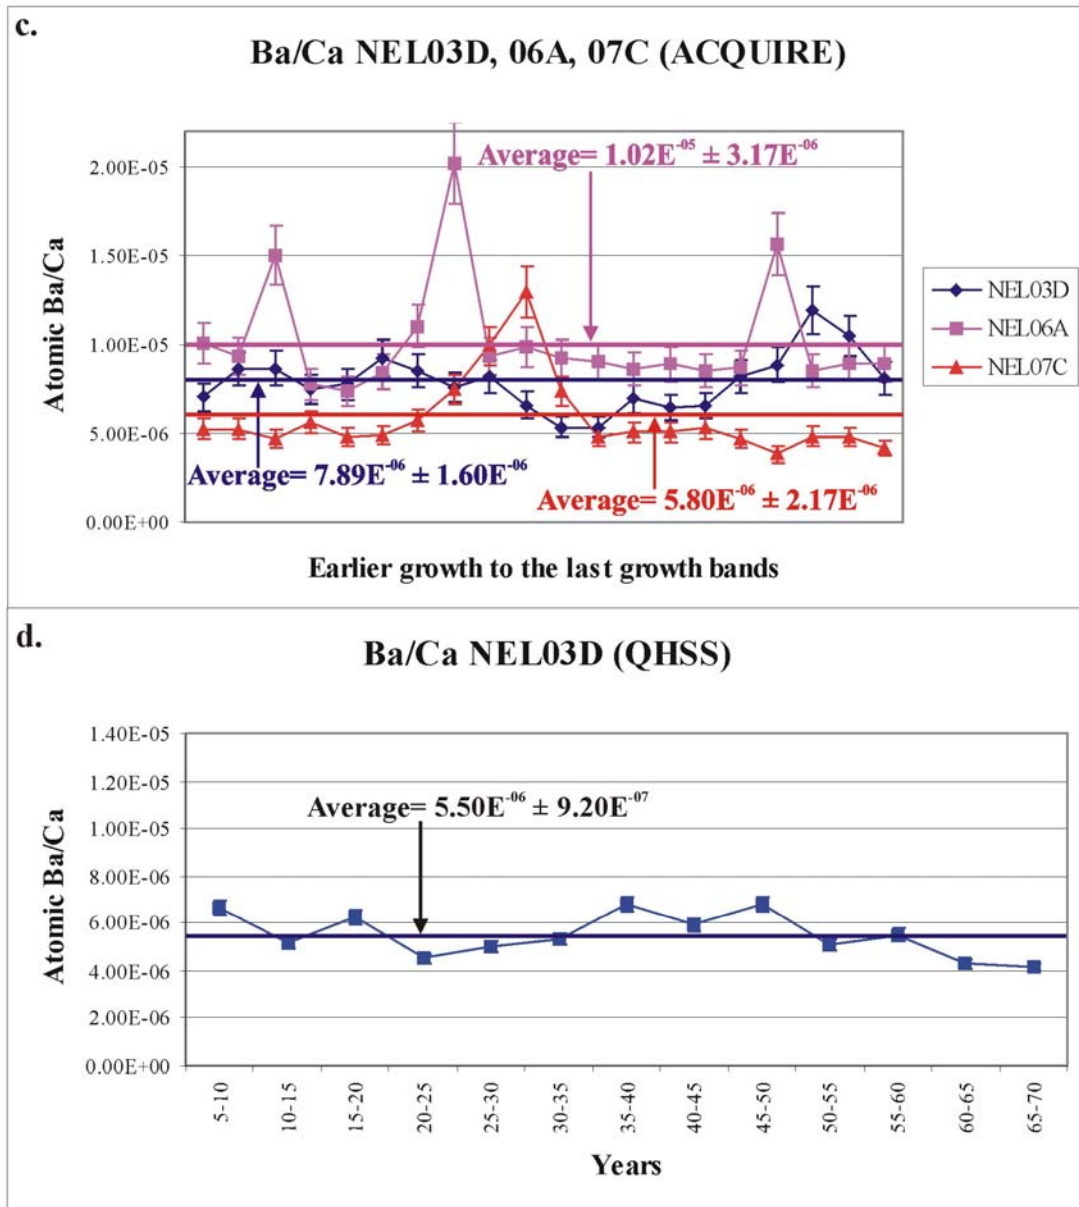 c.
Ba/Ca NEL03D, 06A, 07C (ACQUIRE)
Atomic Ba/Ca
2.00E-05
1.50E-05
1.00E-05
5.00E-06
0.00E+00
Average= 1.02E⁻⁰⁵ ± 3.17E⁻⁰⁶
Average= 7.89E⁻⁰⁶ ± 1.60E⁻⁰⁶
Average= 5.80E⁻⁰⁶ ± 2.17E⁻⁰⁶
NEL03D
NEL06A
NEL07C
Earlier growth to the last growth bands
d.
Ba/Ca NEL03D (QHSS)
Atomic Ba/Ca
1.40E-05
1.20E-05
1.00E-05
8.00E-06
6.00E-06
4.00E-06
2.00E-06
0.00E+00
Average= 5.50E⁻⁰⁶ ± 9.20E⁻⁰⁷
5-10
10-15
15-20
20-25
25-30
30-35
35-40
40-45
45-50
50-55
55-60
60-65
65-70
Years